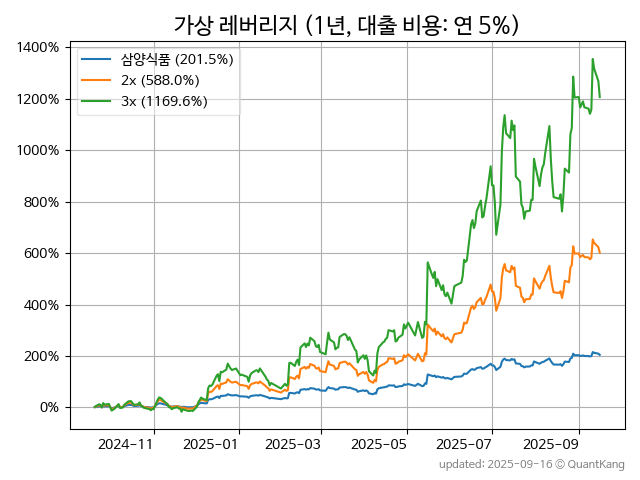 가상 레버리지 (1년, 대출 비용: 연 5%)
1400%
1200%
1000%
800%
600%
400%
200%
0%
삼양식품 (201.5%)
2x (588.0%)
3x (1169.6%)
2024-11 2025-01 2025-03 2025-05 2025-07 2025-09
updated: 2025-09-16 © QuantKang